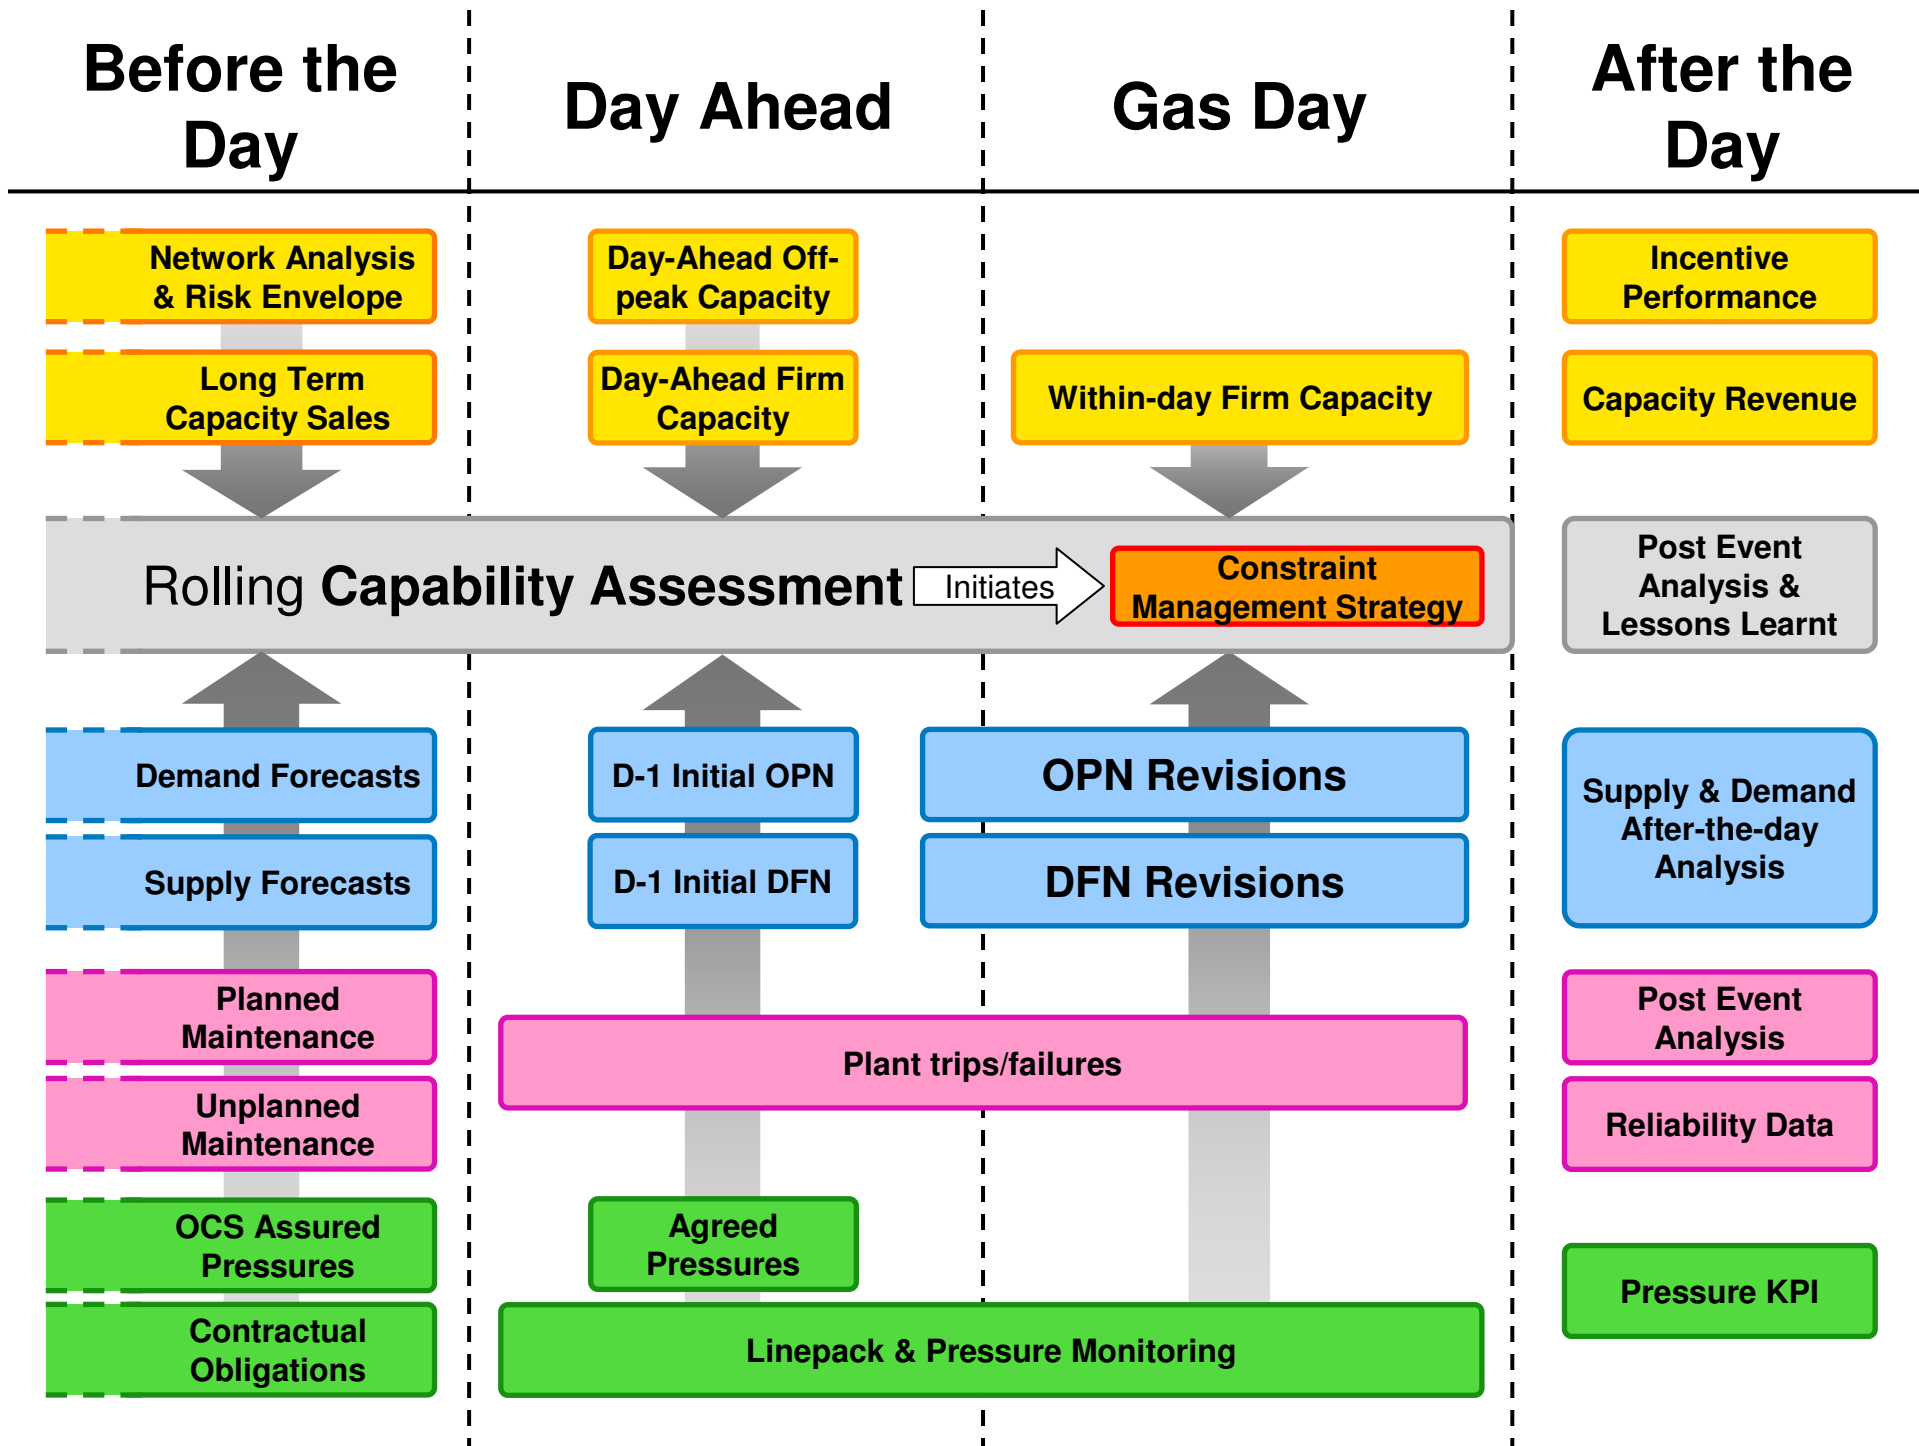 Before the
Day
Day Ahead
Gas Day
After the
Day
Network Analysis
& Risk Envelope
Day-Ahead Off-
peak Capacity
Incentive
Performance
Long Term
Capacity Sales
Day-Ahead Firm
Capacity
Within-day Firm Capacity
Capacity Revenue
Rolling Capability Assessment
Initiates
Constraint
Management Strategy
Post Event
Analysis &
Lessons Learnt
Demand Forecasts
D-1 Initial OPN
OPN Revisions
Supply & Demand
After-the-day
Analysis
Supply Forecasts
D-1 Initial DFN
DFN Revisions
Planned
Maintenance
Plant trips/failures
Post Event
Analysis
Unplanned
Maintenance
Reliability Data
OCS Assured
Pressures
Agreed
Pressures
Pressure KPI
Contractual
Obligations
Linepack & Pressure Monitoring